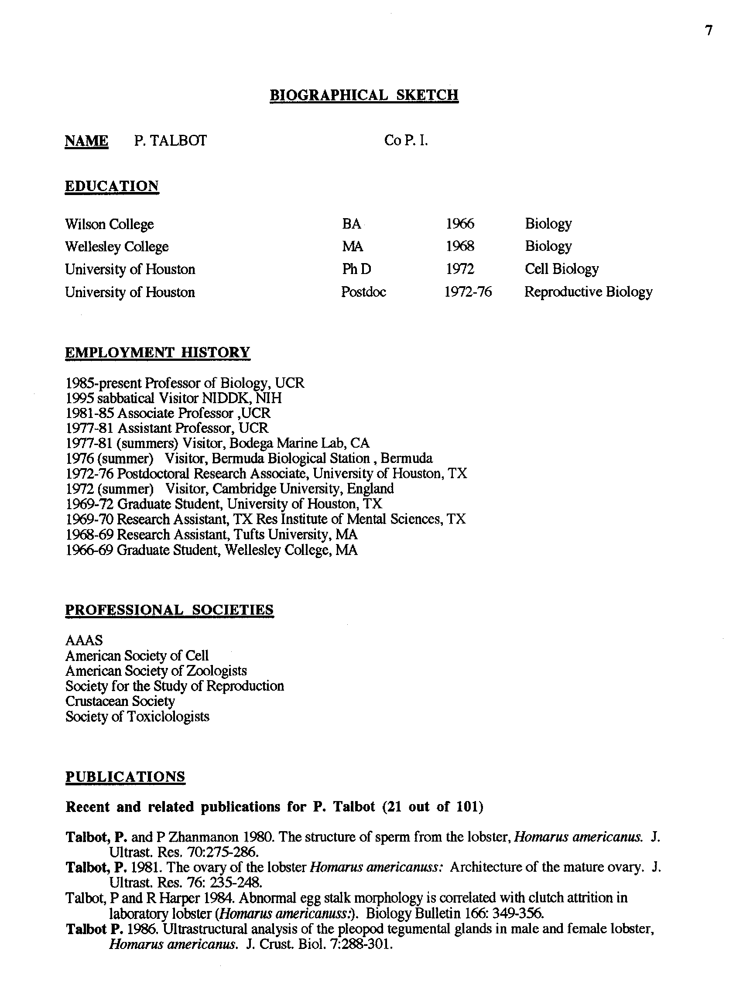 7
BIOGRAPHICAL SKETCH
NAME P. TALBOT Co P. I.
EDUCATION
Wilson College BA 1966 Biology
Wellesley College MA 1968 Biology
University of Houston Ph D 1972 Cell Biology
University of Houston Postdoc 1972-76 Reproductive Biology
EMPLOYMENT HISTORY
1985-present Professor of Biology, UCR
1995 sabbatical Visitor NIDDK, NIH
1981-85 Associate Professor ,UCR
1977-81 Assistant Professor, UCR
1977-81 (summers) Visitor, Bodega Marine Lab, CA
1976 (summer) Visitor, Bermuda Biological Station , Bermuda
1972-76 Postdoctoral Research Associate, University of Houston, TX
1972 (summer) Visitor, Cambridge University, England
1969-72 Graduate Student, University of Houston, TX
1969-70 Research Assistant, TX Res Institute of Mental Sciences, TX
1968-69 Research Assistant, Tufts University, MA
1966-69 Graduate Student, Wellesley College, MA
PROFESSIONAL SOCIETIES
AAAS
American Society of Cell
American Society of Zoologists
Society for the Study of Reproduction
Crustacean Society
Society of Toxiclologists
PUBLICATIONS
Recent and related publications for P. Talbot (21 out of 101)
Talbot, P. and P Zhanmanon 1980. The structure of sperm from the lobster, Homarus americanus. J.
Ultrast. Res. 70:275-286.
Talbot, P. 1981. The ovary of the lobster Homarus americanuss: Architecture of the mature ovary. J.
Ultrast. Res. 76: 235-248.
Talbot, P and R Harper 1984. Abnormal egg stalk morphology is correlated with clutch attrition in
laboratory lobster (Homarus americanuss:). Biology Bulletin 166: 349-356.
Talbot P. 1986. Ultrastructural analysis of the pleopod tegumental glands in male and female lobster,
Homarus americanus. J. Crust. Biol. 7:288-301.